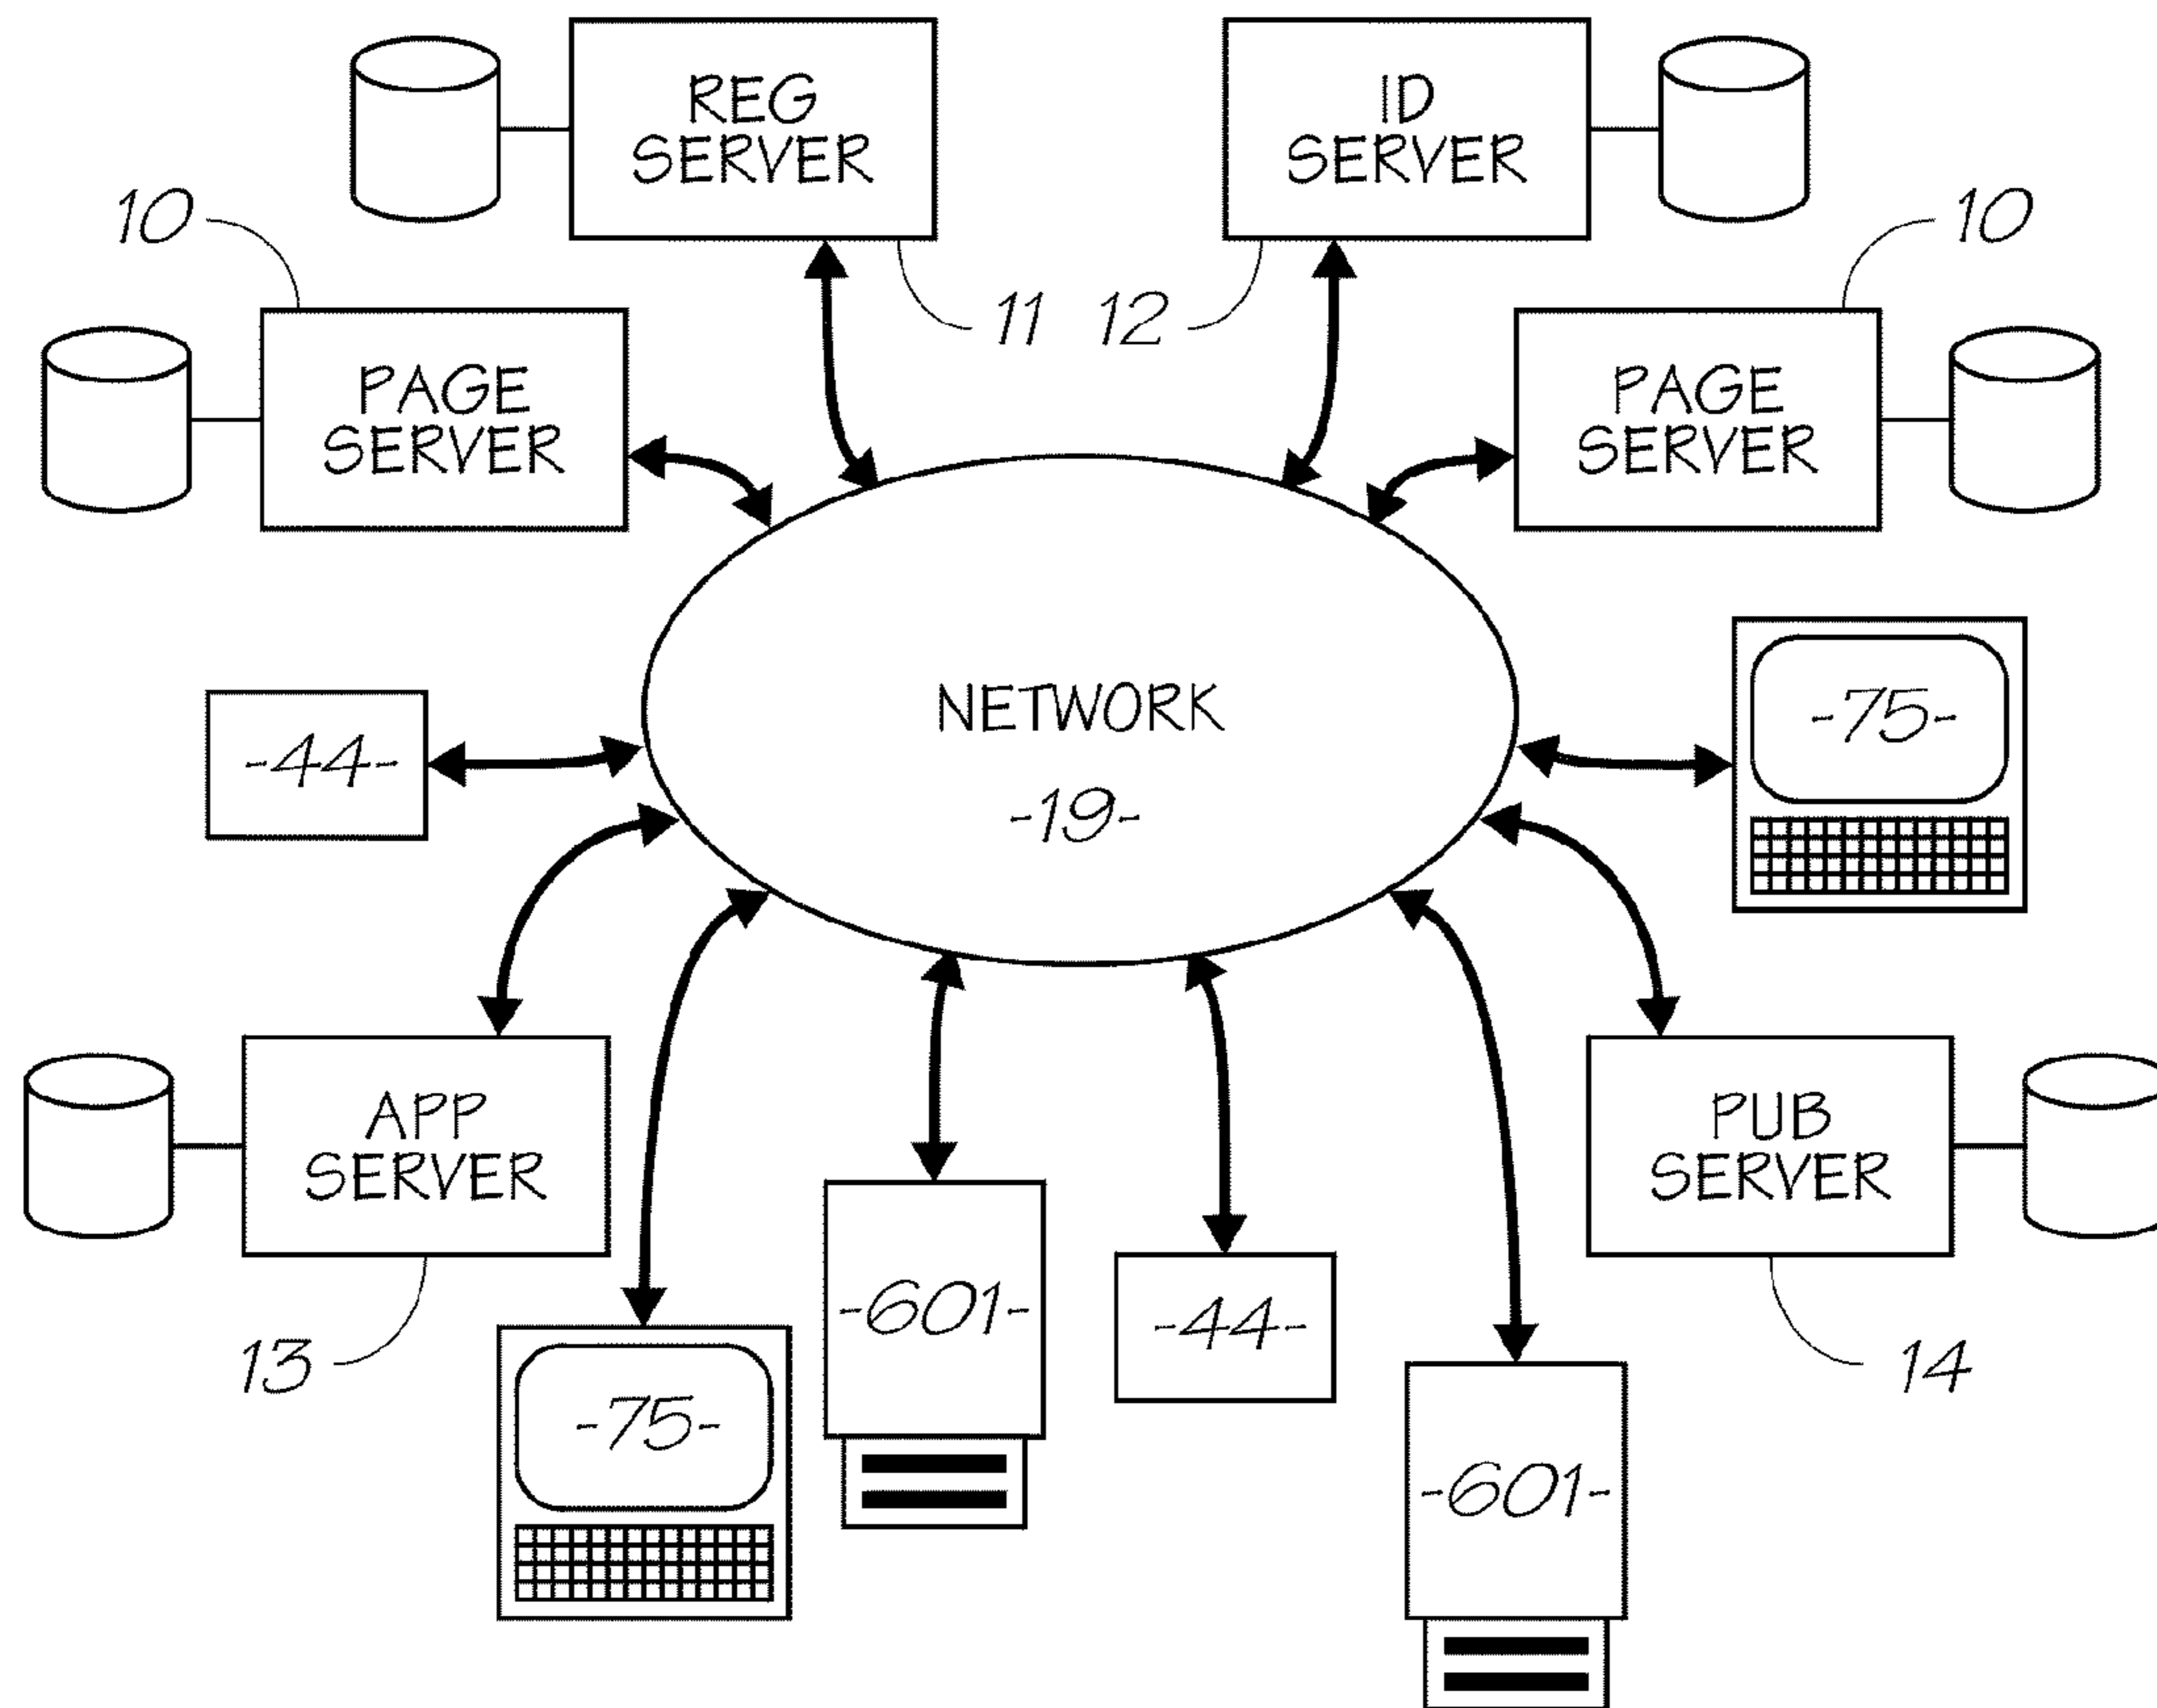 REG
SERVER
ID
SERVER
10
10
11
12
PAGE
SERVER
PAGE
SERVER
NETWORK
-19-
-44-
-75-
APP
SERVER
PUB
SERVER
-601-
-44-
13
14
-75-
-601-